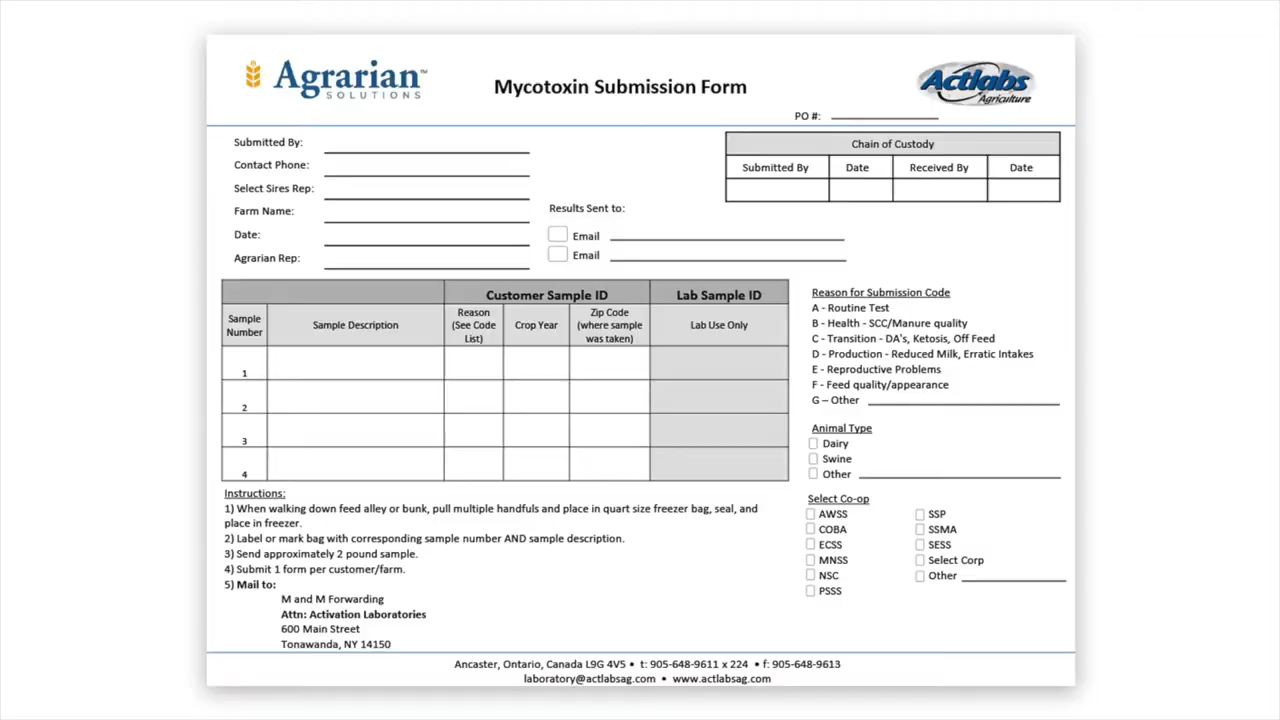 Agrarian™
SOLUTIONS
Mycotoxin Submission Form
Actlabs
Agriculture
PO #:
Submitted By:
Contact Phone:
Select Sires Rep:
Farm Name:
Date:
Agrarian Rep:
Results Sent to:
Email
Email
Chain of Custody
Submitted By Date Received By Date
Customer Sample ID Lab Sample ID
Sample Number Sample Description Reason (See Code List) Crop Year Zip Code (where sample was taken) Lab Use Only
1
2
3
4
Reason for Submission Code
A - Routine Test
B - Health - SCC/Manure quality
C - Transition - DA's, Ketosis, Off Feed
D - Production - Reduced Milk, Erratic Intakes
E - Reproductive Problems
F - Feed quality/appearance
G – Other
Animal Type
Dairy
Swine
Other
Select Co-op
AWSS SSP
COBA SSMA
ECSS SESS
MNSS Select Corp
NSC Other
PSSS
Instructions:
1) When walking down feed alley or bunk, pull multiple handfuls and place in quart size freezer bag, seal, and
place in freezer.
2) Label or mark bag with corresponding sample number AND sample description.
3) Send approximately 2 pound sample.
4) Submit 1 form per customer/farm.
5) Mail to:
M and M Forwarding
Attn: Activation Laboratories
600 Main Street
Tonawanda, NY 14150
Ancaster, Ontario, Canada L9G 4V5 • t: 905-648-9611 x 224 • f: 905-648-9613
laboratory@actlabsag.com • www.actlabsag.com